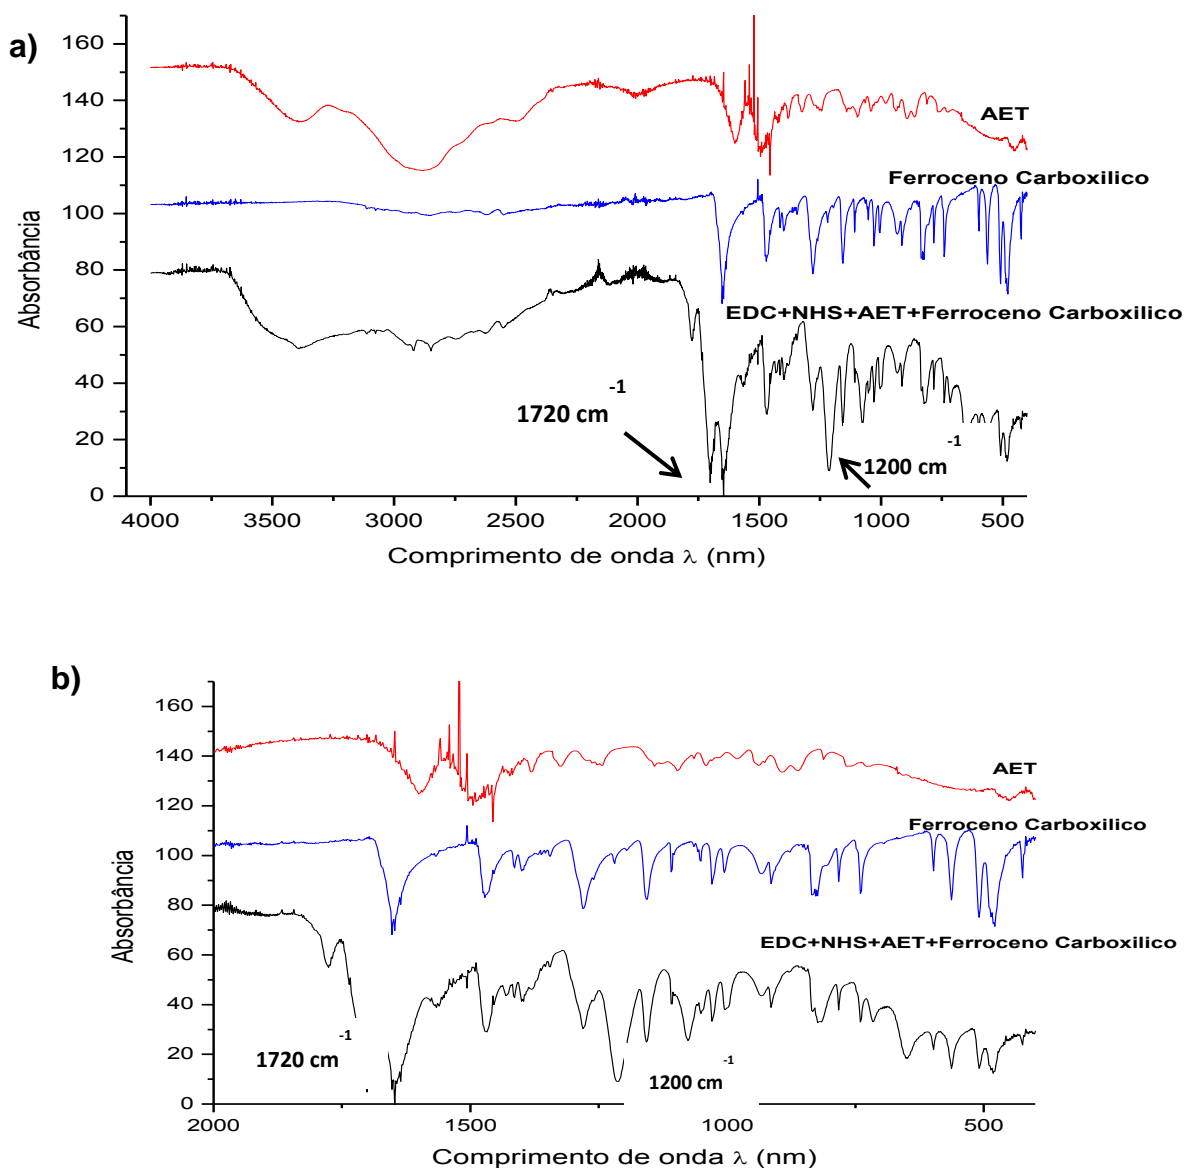 a)
160
140
120
100
80
60
40
20
0
Absorbância
AET
Ferroceno Carboxilico
EDC+NHS+AET+Ferroceno Carboxilico
1720 cm-1
1200 cm-1
4000 3500 3000 2500 2000 1500 1000 500
Comprimento de onda λ (nm)
b)
160
140
120
100
80
60
40
20
0
Absorbância
AET
Ferroceno Carboxilico
EDC+NHS+AET+Ferroceno Carboxilico
1720 cm-1
1200 cm-1
2000 1500 1000 500
Comprimento de onda λ (nm)